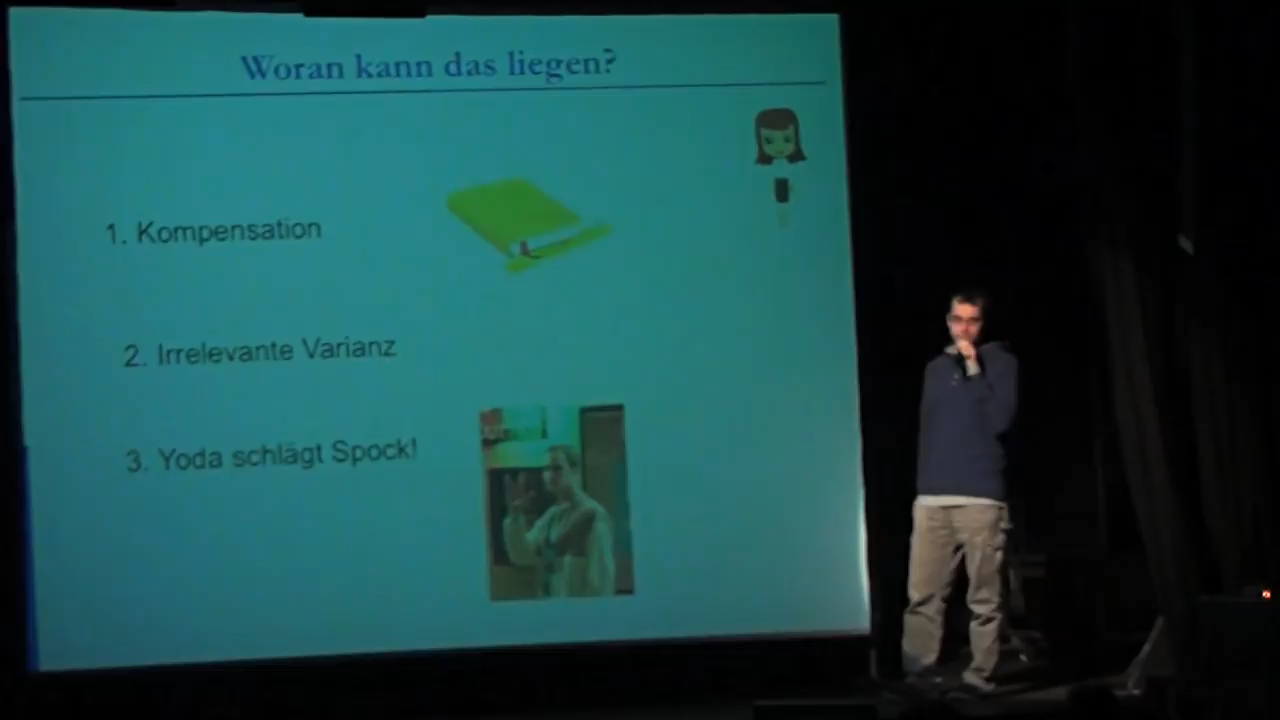 Woran kann das liegen?
1. Kompensation
2. Irrelevante Varianz
3. Yoda schlägt Spock!